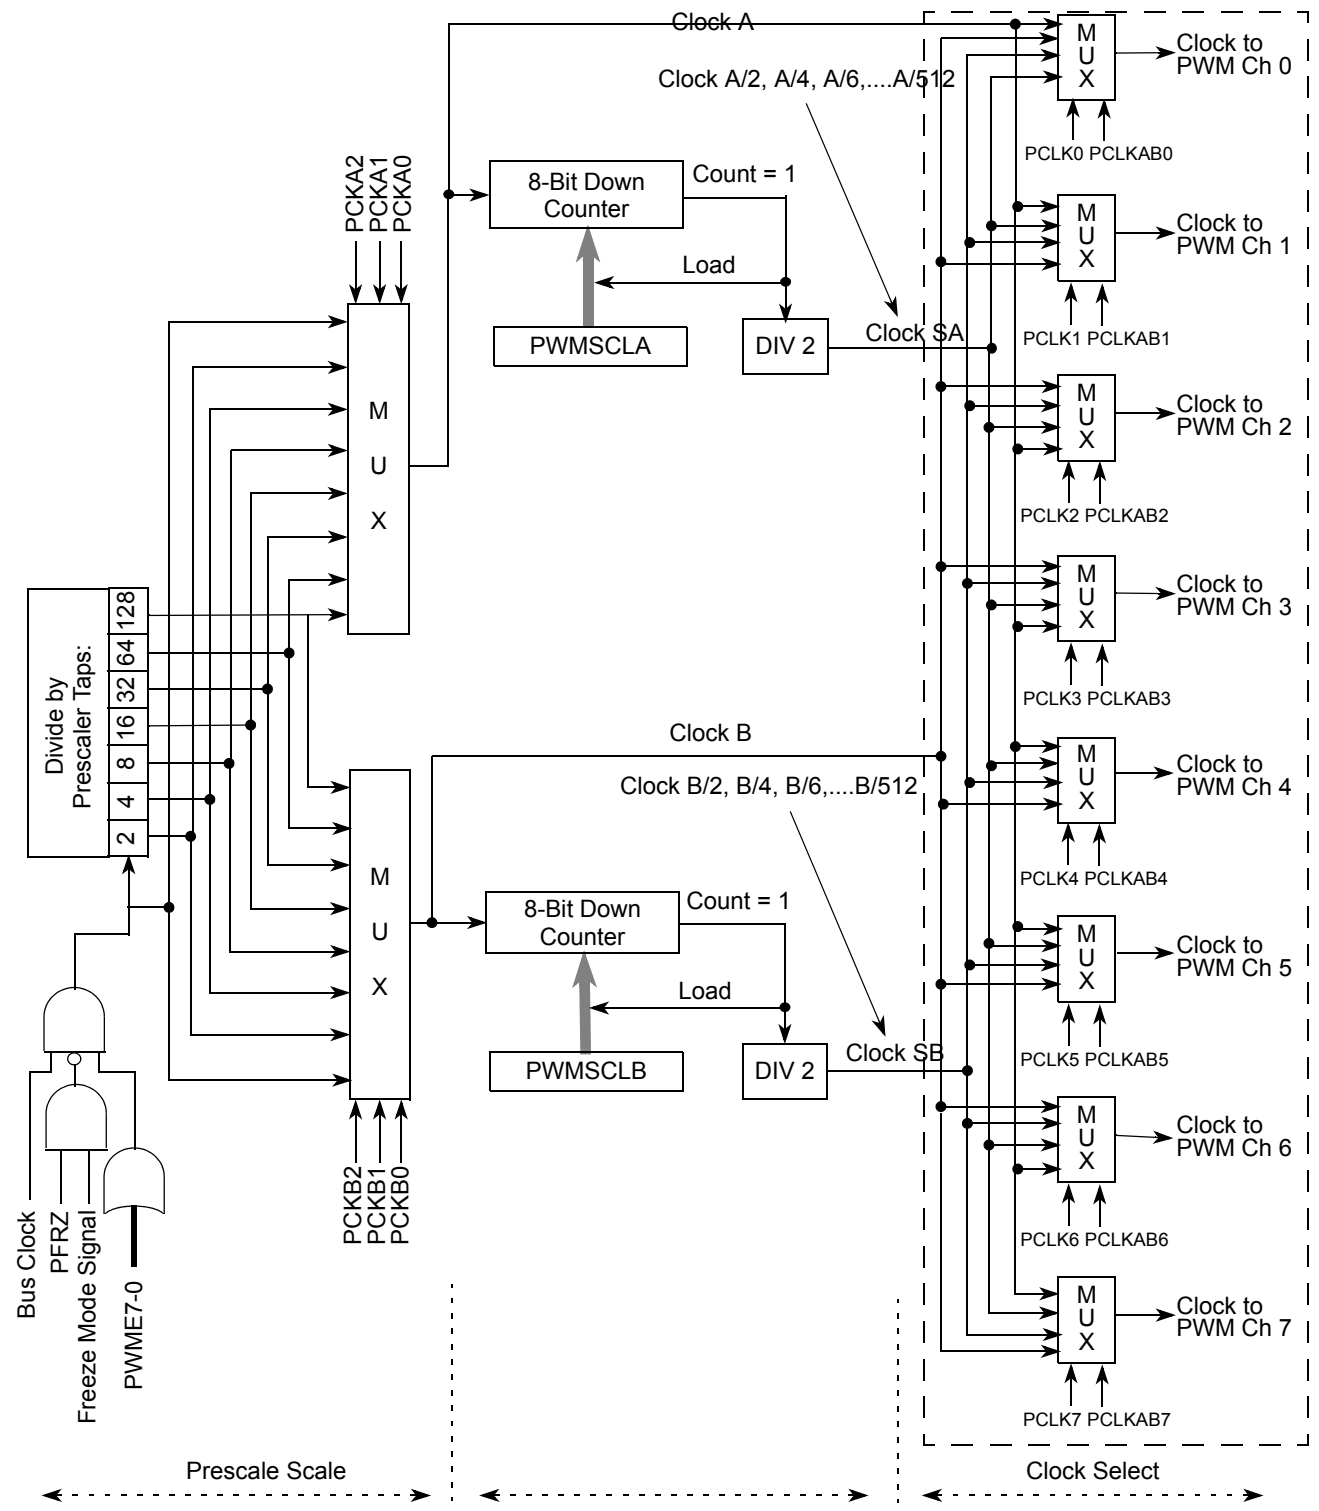 Clock A
Clock A/2, A/4, A/6,....A/512
M
U
X
Clock to
PWM Ch 0
PCLK0 PCLKAB0
PCKA2
PCKA1
PCKA0
8-Bit Down
Counter
Count = 1
Load
PWMSCLA
DIV 2
Clock SA
M
U
X
Clock to
PWM Ch 1
PCLK1 PCLKAB1
M
U
X
M
U
X
Clock to
PWM Ch 2
PCLK2 PCLKAB2
M
U
X
Clock to
PWM Ch 3
PCLK3 PCLKAB3
Divide by
Prescaler Taps:
128
64
32
16
8
4
2
Clock B
Clock B/2, B/4, B/6,....B/512
M
U
X
Clock to
PWM Ch 4
PCLK4 PCLKAB4
M
U
X
8-Bit Down
Counter
Count = 1
Load
PWMSCLB
DIV 2
Clock SB
M
U
X
Clock to
PWM Ch 5
PCLK5 PCLKAB5
PCKB2
PCKB1
PCKB0
M
U
X
Clock to
PWM Ch 6
PCLK6 PCLKAB6
Bus Clock
PFRZ
Freeze Mode Signal
PWME7-0
M
U
X
Clock to
PWM Ch 7
PCLK7 PCLKAB7
Prescale Scale
Clock Select